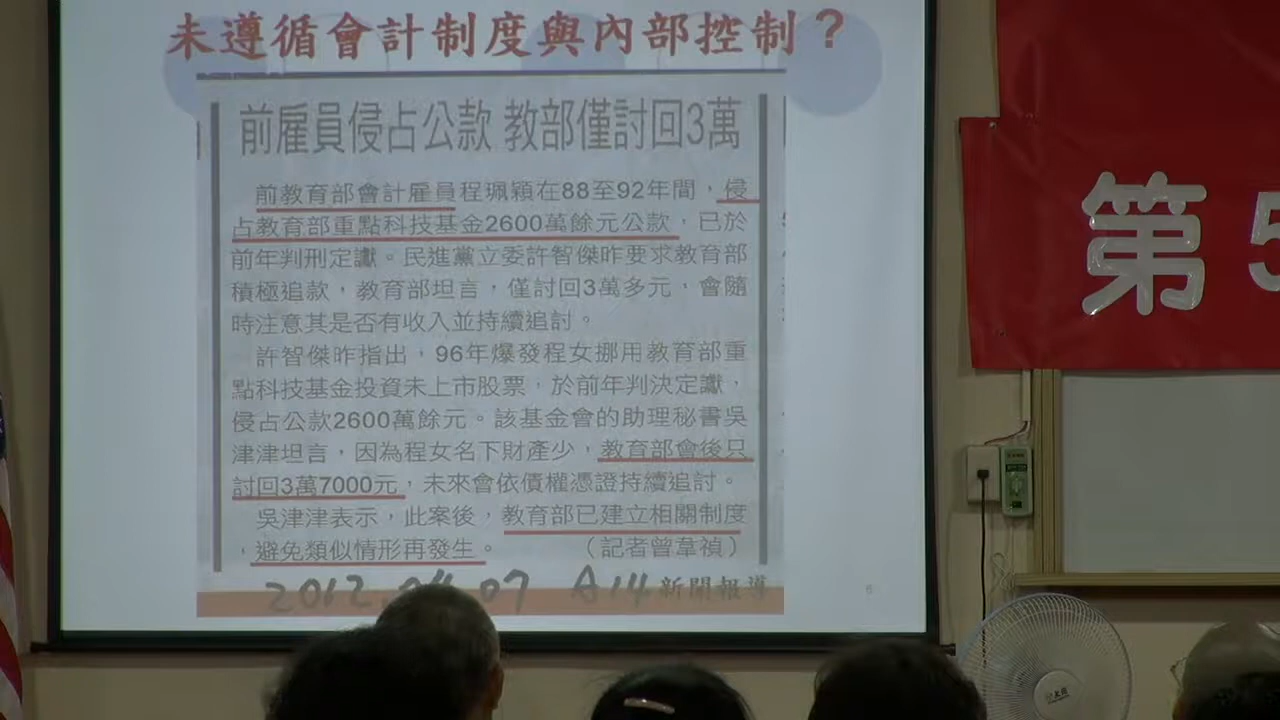 未遵循會計制度與內部控制？
前雇員侵占公款 教部僅討回3萬
前教育部會計雇員程珮穎在88至92年間，侵
占教育部重點科技基金2600萬餘元公款，已於
前年判刑定讞。民進黨立委許智傑昨要求教育部
積極追款，教育部坦言，僅討回3萬多元，會隨
時注意其是否有收入並持續追討。
許智傑昨指出，96年爆發程女挪用教育部重
點科技基金投資未上市股票，於前年判決定讞，
侵占公款2600萬餘元。該基金會的助理秘書吳
津津坦言，因為程女名下財產少，教育部會後只
討回3萬7000元，未來會依債權憑證持續追討。
吳津津表示，此案後，教育部已建立相關制度
，避免類似情形再發生。 （記者曾韋禎）
2012.04.07 A14 新聞報導
6
第5